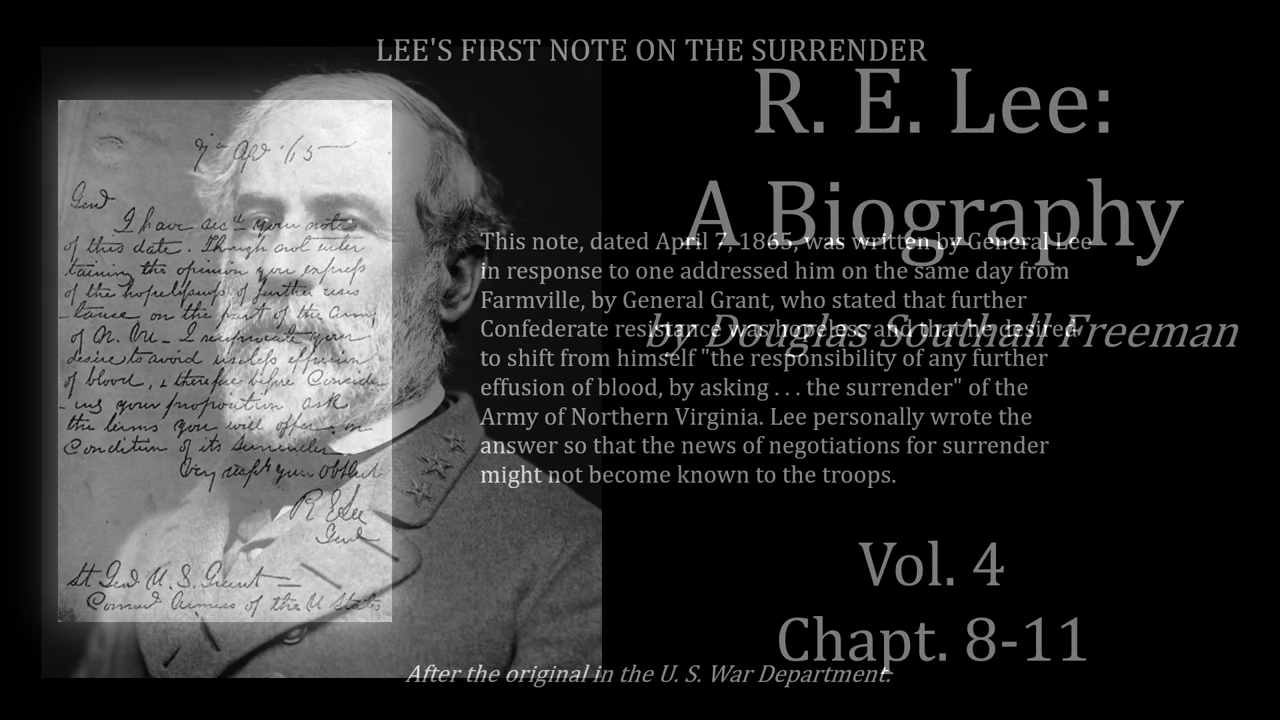 LEE'S FIRST NOTE ON THE SURRENDER
R. E. Lee:
A Biography
by Douglas Southall Freeman
Vol. 4
Chapt. 8-11
This note, dated April 7, 1865, was written by General Lee
in response to one addressed him on the same day from
Farmville, by General Grant, who stated that further
Confederate resistance was hopeless and that he desired
to shift from himself "the responsibility of any further
effusion of blood, by asking . . . the surrender" of the
Army of Northern Virginia. Lee personally wrote the
answer so that the news of negotiations for surrender
might not become known to the troops.
After the original in the U. S. War Department.
7th Apl '65
Genl
I have recd your note
of this date. Though not enter
taining the opinion you express
of the hopelessness of further resis
-tance on the part of the Army
of N. Va - I reciprocate your
desire to avoid useless effusion
of blood, & therefore before Consider
-ing your proposition, ask
the terms you will offer on
Condition of its surrender
Very respy your obt Svt
R E Lee
Genl
Lt Genl U. S. Grant
Commd Armies of the U States